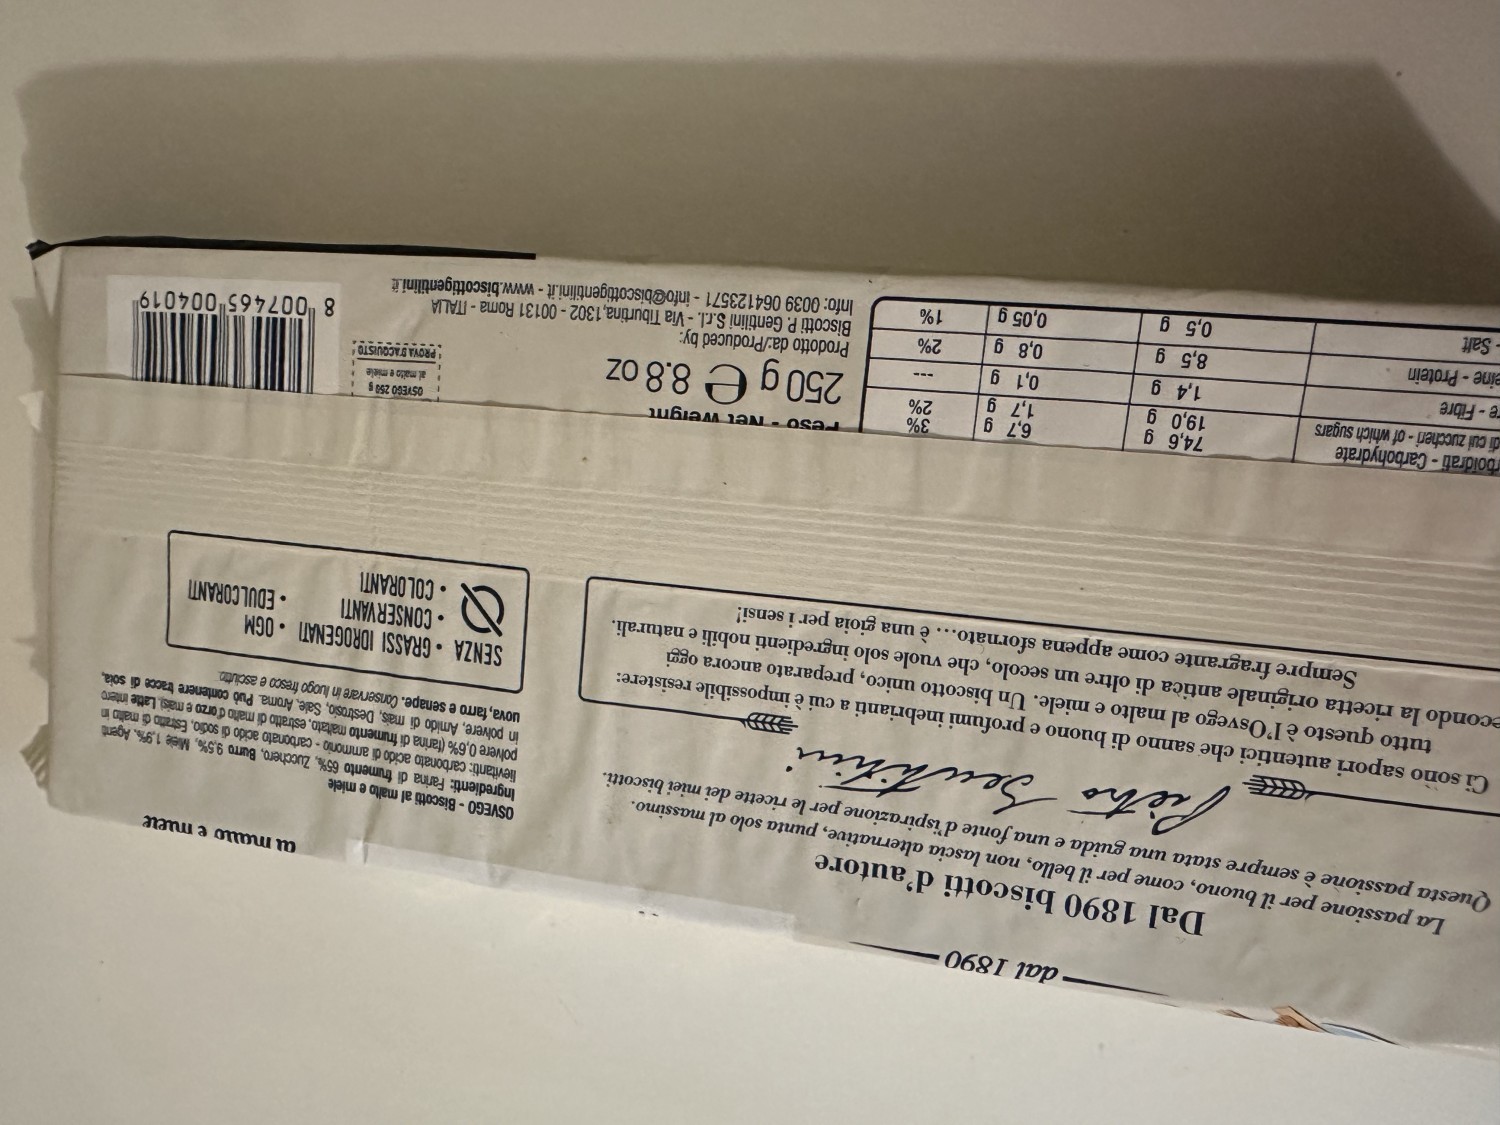 dal 1890
Dal 1890 biscotti d'autore
La passione per il buono, come per il bello, non lascia alternative, punta solo al massimo.
Questa passione è sempre stata una guida e una fonte d'ispirazione per le ricette dei miei biscotti.
Pietro Gentilini
Ci sono sapori autentici che sanno di buono e profumi inebrianti a cui è impossibile resistere:
tutto questo è l'Osvego al malto e miele. Un biscotto unico, preparato ancora oggi
secondo la ricetta originale antica di oltre un secolo, che vuole solo ingredienti nobili e naturali.
Sempre fragrante come appena sfornato... è una gioia per i sensi!
al malto e miele
OSVEGO - Biscotti al malto e miele
Ingredienti: Farina di frumento 65%, Zucchero, Burro 9.5%, Miele 1.9%, Agenti
lievitanti: carbonato acido di ammonio - carbonato acido di sodio, Estratto di malto in
polvere 0,6% (farina di frumento maltato, estratto di malto d'orzo e mais), Latte intero
in polvere, Amido di mais, Destrosio, Sale, Aroma. Può contenere tracce di soia,
uova, farro e senape. Conservare in luogo fresco e asciutto.
SENZA • GRASSI IDROGENATI • OGM
• CONSERVANTI • EDULCORANTI
• COLORANTI
Carboidrati - Carbohydrate 74,6 g 6,7 g 3%
di cui zuccheri - of which sugars 19,0 g 1,7 g 2%
Fibre - Fibre 1,4 g 0,1 g ---
Proteine - Protein 8,5 g 0,8 g 2%
- Salt 0,5 g 0,05 g 1%
Peso - Net weight
250 g e 8.8 oz
Prodotto da:/Produced by:
Biscotti P. Gentilini S.r.l. - Via Tiburtina,1302 - 00131 Roma - ITALIA
Info: 0039 064123571 - info@biscottigentilini.it - www.biscottigentilini.it
OSVEGO 250 g
al malto e miele
PROVA D'ACQUISTO
8 007465 004019